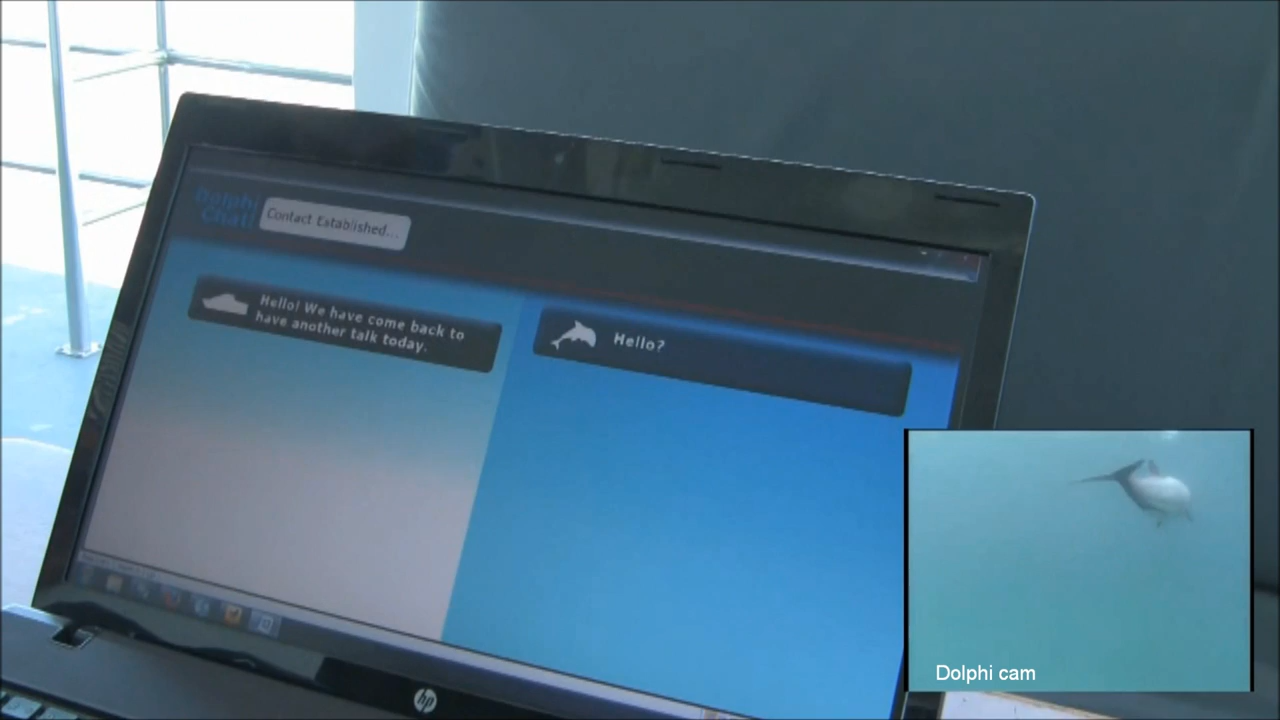 Dolphi
Chat!
Contact Established...
Hello! We have come back to
have another talk today.
Hello?
Dolphi cam
hp